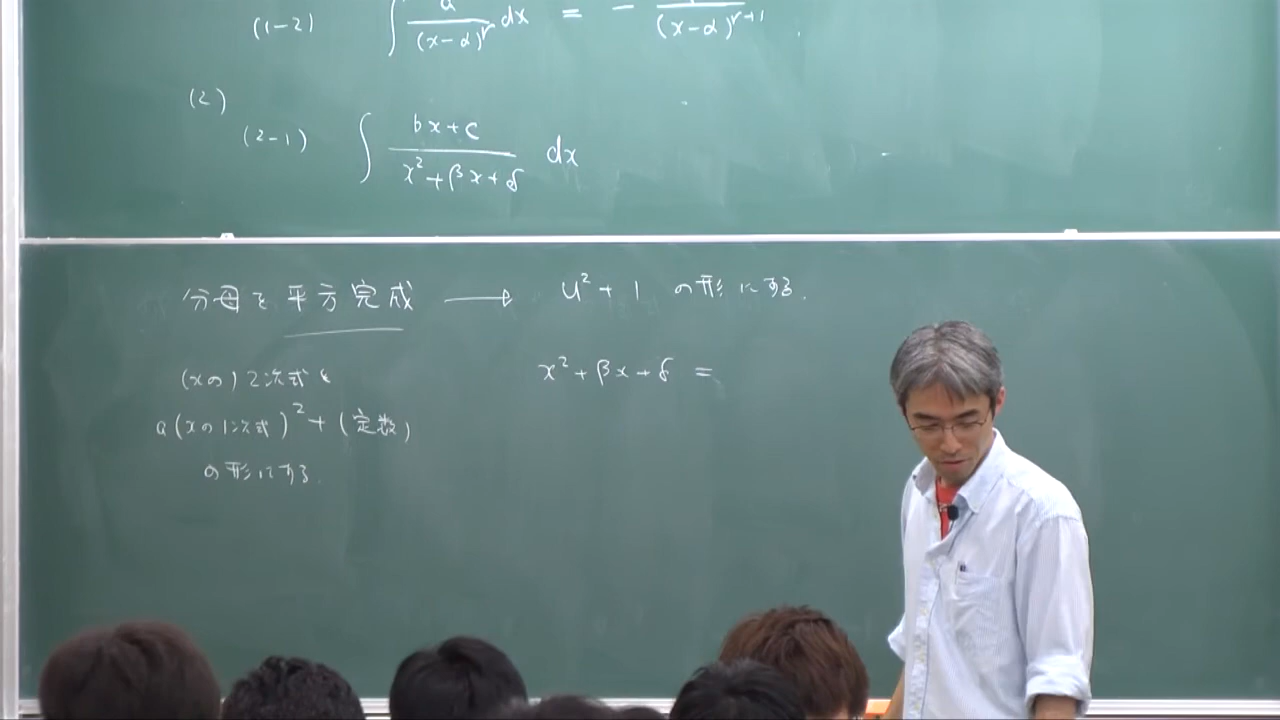 (1-2) ∫ a/(x-α)^r dx = - /(x-α)^{r+1}
(2)
(2-1) ∫ (bx+c)/(x²+βx+δ) dx
分母を平方完成 → u²+1 の形にする.
(xの)2次式を
a(xの1次式)²+(定数)
の形にする.
x²+βx+δ =